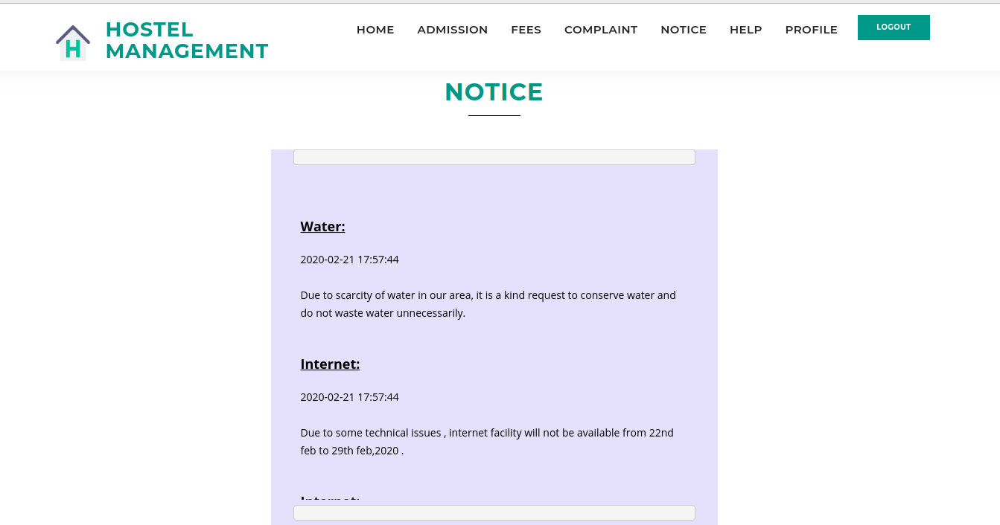 HOSTEL
MANAGEMENT
HOME ADMISSION FEES COMPLAINT NOTICE HELP PROFILE LOGOUT
NOTICE
Water:
2020-02-21 17:57:44
Due to scarcity of water in our area, it is a kind request to conserve water and
do not waste water unnecessarily.
Internet:
2020-02-21 17:57:44
Due to some technical issues , internet facility will not be available from 22nd
feb to 29th feb,2020 .
Internet: